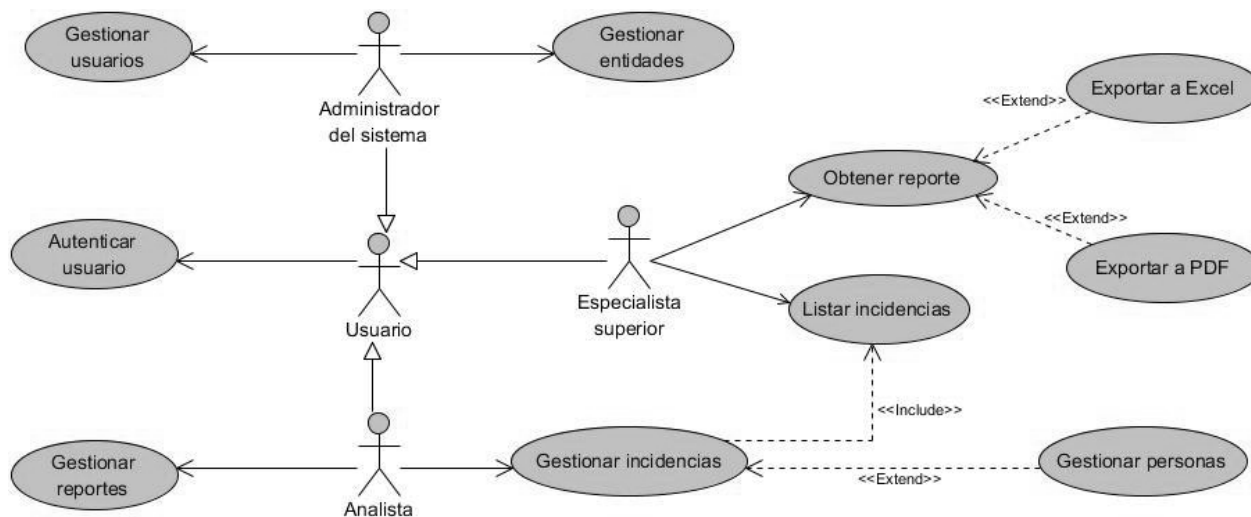 Gestionar
usuarios
Administrador
del sistema
Gestionar
entidades
Exportar a Excel
<<Extend>>
Obtener reporte
<<Extend>>
Exportar a PDF
Autenticar
usuario
Usuario
Especialista
superior
Listar incidencias
<<Include>>
Gestionar
reportes
Analista
Gestionar incidencias
<<Extend>>
Gestionar personas